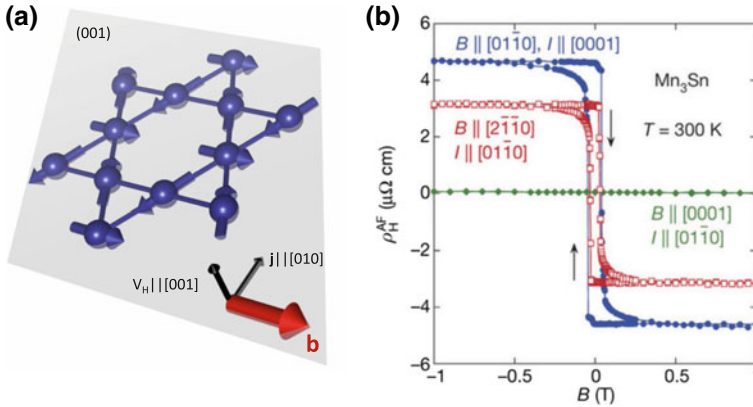 (a)
(001)
j||[010]
V_H||[001]
b
(b)
6
4
2
0
−2
−4
−6
ρ_H^AF (μΩ cm)
B || [011̄0], I || [0001]
Mn₃Sn
B || [21̄1̄0]
I || [011̄0]
T = 300 K
B || [0001]
I || [011̄0]
−1
−0.5
0
0.5
B (T)